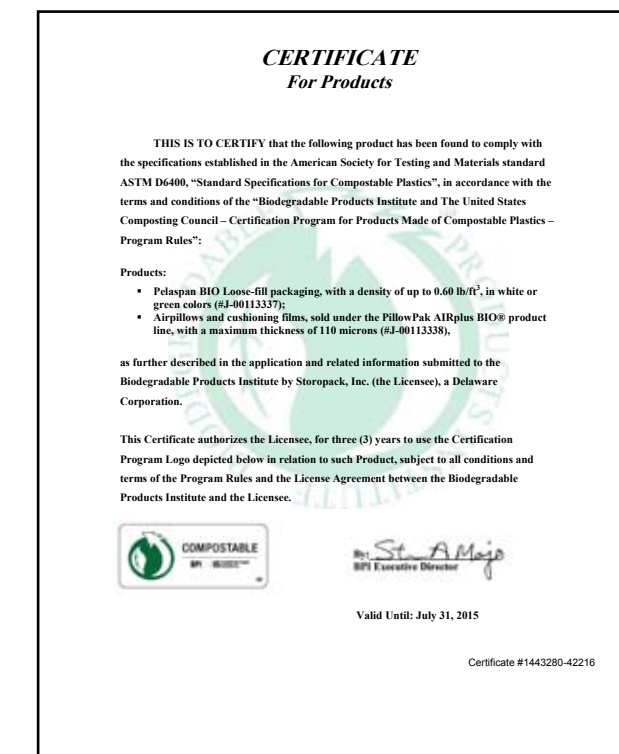 CERTIFICATE
For Products
THIS IS TO CERTIFY that the following product has been found to comply with
the specifications established in the American Society for Testing and Materials standard
ASTM D6400, “Standard Specifications for Compostable Plastics”, in accordance with the
terms and conditions of the “Biodegradable Products Institute and The United States
Composting Council – Certification Program for Products Made of Compostable Plastics –
Program Rules”:
Products:
▪ Pelaspan BIO Loose-fill packaging, with a density of up to 0.60 lb/ft³, in white or
green colors (#J-00113337);
▪ Airpillows and cushioning films, sold under the PillowPak AIRplus BIO® product
line, with a maximum thickness of 110 microns (#J-00113338),
as further described in the application and related information submitted to the
Biodegradable Products Institute by Storopack, Inc. (the Licensee), a Delaware
Corporation.
This Certificate authorizes the Licensee, for three (3) years to use the Certification
Program Logo depicted below in relation to such Product, subject to all conditions and
terms of the Program Rules and the License Agreement between the Biodegradable
Products Institute and the Licensee.
BIODEGRADABLE PRODUCTS INSTITUTE
COMPOSTABLE
BPI
By:
BPI Executive Director
Valid Until: July 31, 2015
Certificate #1443280-42216